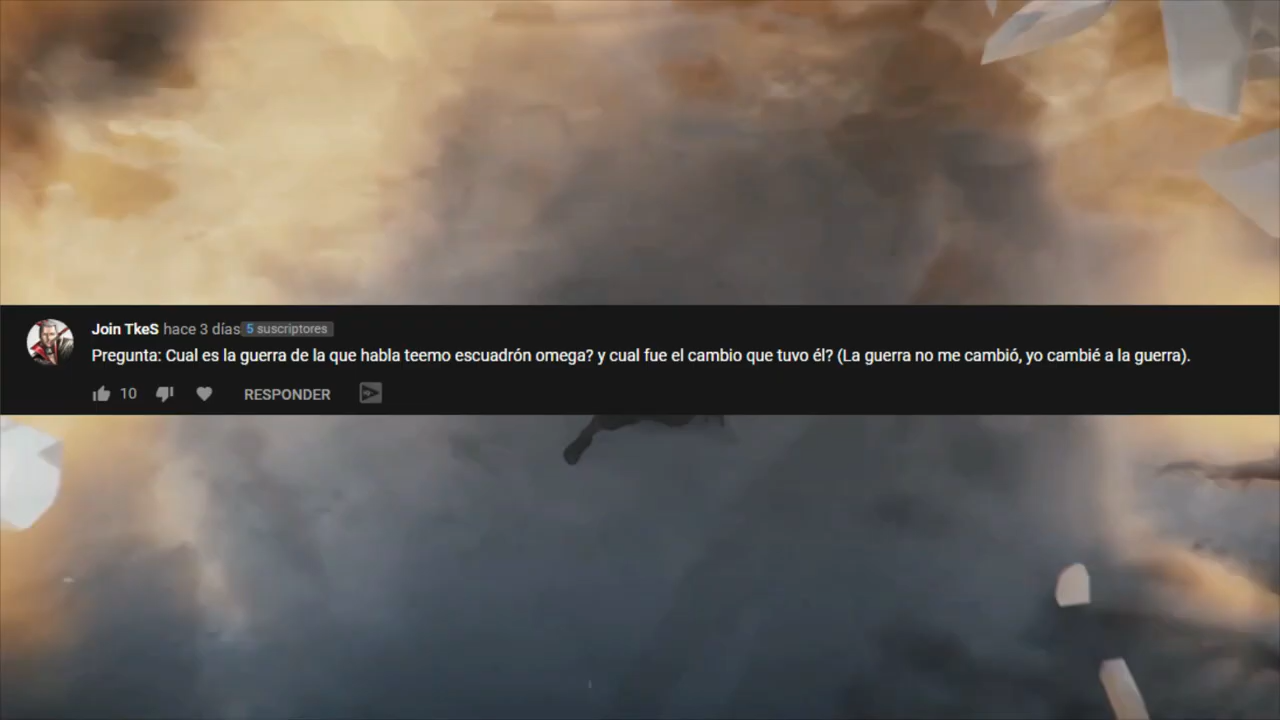 Join TkeS hace 3 días 5 suscriptores
Pregunta: Cual es la guerra de la que habla teemo escuadrón omega? y cual fue el cambio que tuvo él? (La guerra no me cambió, yo cambié a la guerra).
10 RESPONDER